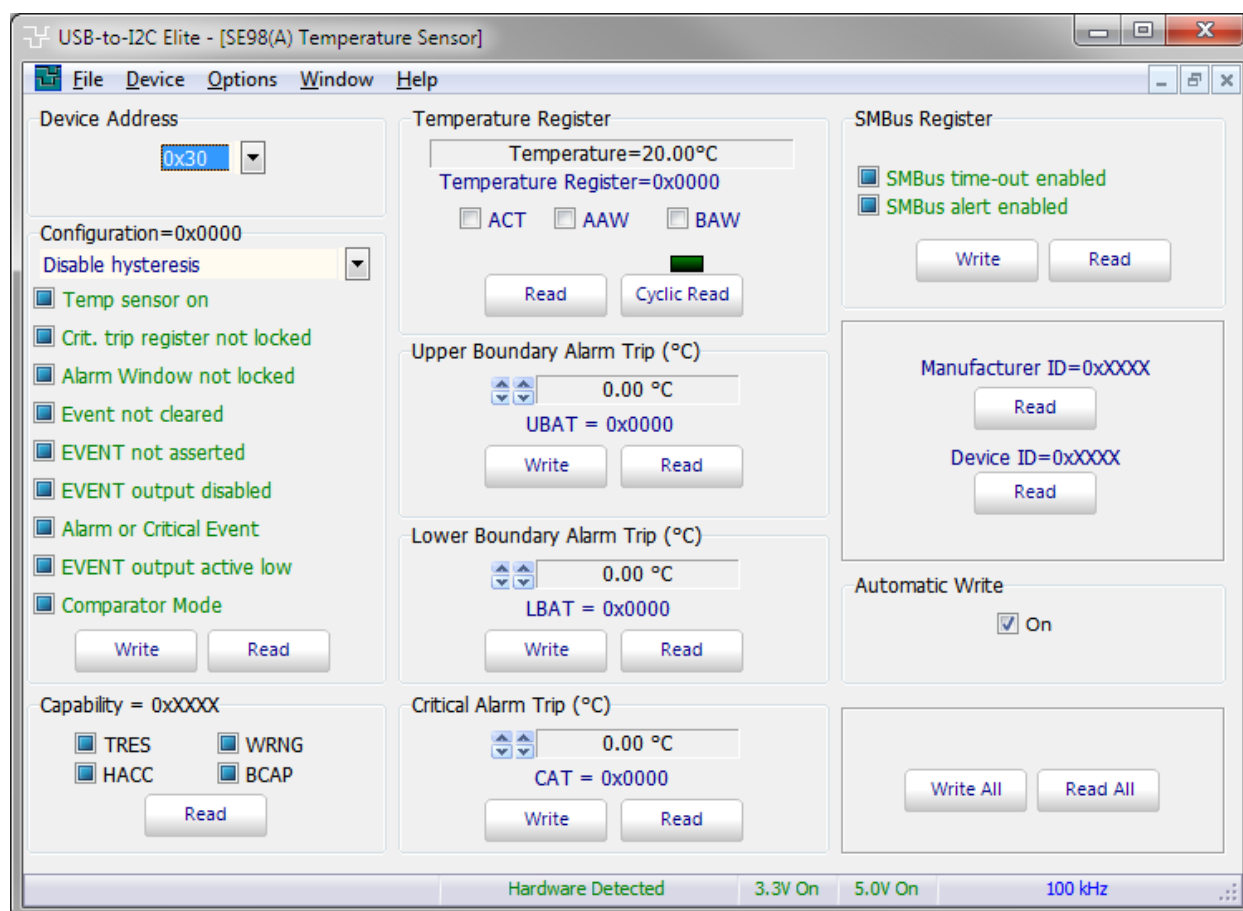 USB-to-I2C Elite - [SE98(A) Temperature Sensor]
File Device Options Window Help
Device Address
0x30
Configuration=0x0000
Disable hysteresis
Temp sensor on
Crit. trip register not locked
Alarm Window not locked
Event not cleared
EVENT not asserted
EVENT output disabled
Alarm or Critical Event
EVENT output active low
Comparator Mode
Write Read
Capability = 0xXXXX
TRES WRNG
HACC BCAP
Read
Temperature Register
Temperature=20.00°C
Temperature Register=0x0000
ACT AAW BAW
Read Cyclic Read
Upper Boundary Alarm Trip (°C)
0.00 °C
UBAT = 0x0000
Write Read
Lower Boundary Alarm Trip (°C)
0.00 °C
LBAT = 0x0000
Write Read
Critical Alarm Trip (°C)
0.00 °C
CAT = 0x0000
Write Read
SMBus Register
SMBus time-out enabled
SMBus alert enabled
Write Read
Manufacturer ID=0xXXXX
Read
Device ID=0xXXXX
Read
Automatic Write
On
Write All Read All
Hardware Detected 3.3V On 5.0V On 100 kHz